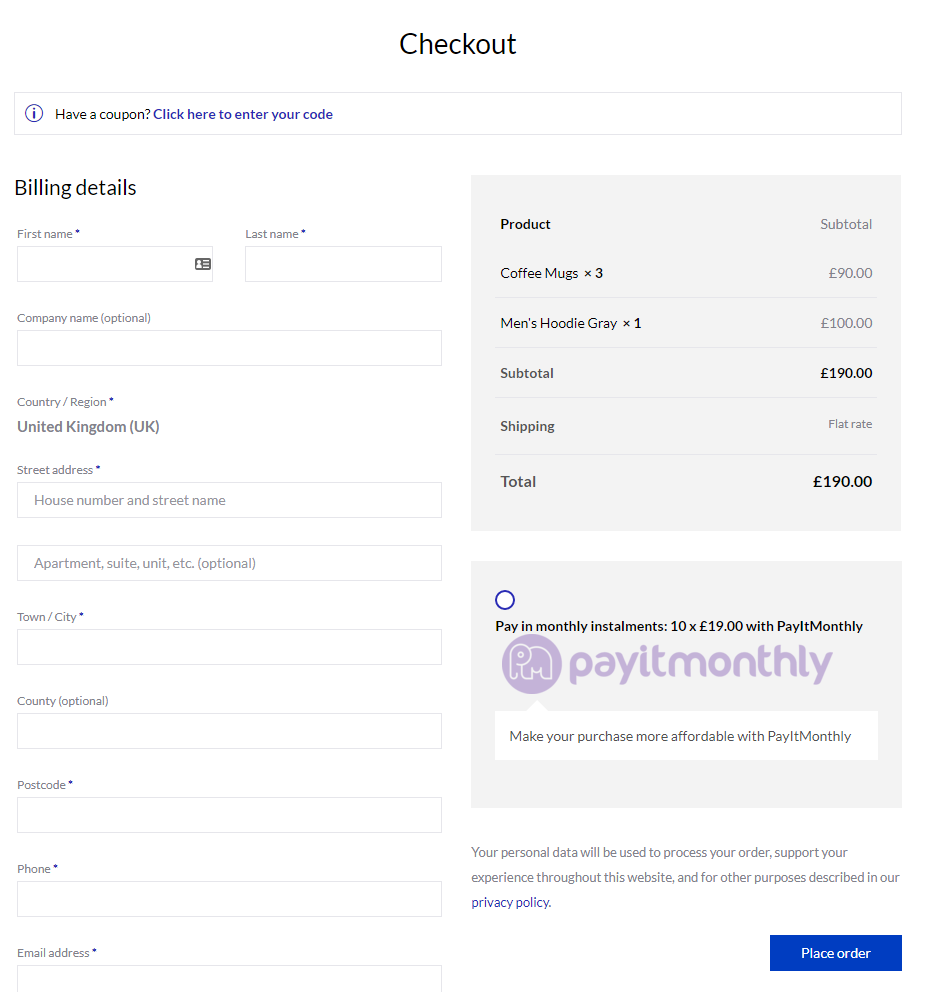 Checkout
Have a coupon? Click here to enter your code
Billing details
First name *
Last name *
Company name (optional)
Country / Region *
United Kingdom (UK)
Street address *
House number and street name
Apartment, suite, unit, etc. (optional)
Town / City *
County (optional)
Postcode *
Phone *
Email address *
Product Subtotal
Coffee Mugs × 3 £90.00
Men's Hoodie Gray × 1 £100.00
Subtotal £190.00
Shipping Flat rate
Total £190.00
Pay in monthly instalments: 10 x £19.00 with PayItMonthly
payitmonthly
Make your purchase more affordable with PayItMonthly
Your personal data will be used to process your order, support your
experience throughout this website, and for other purposes described in our
privacy policy.
Place order